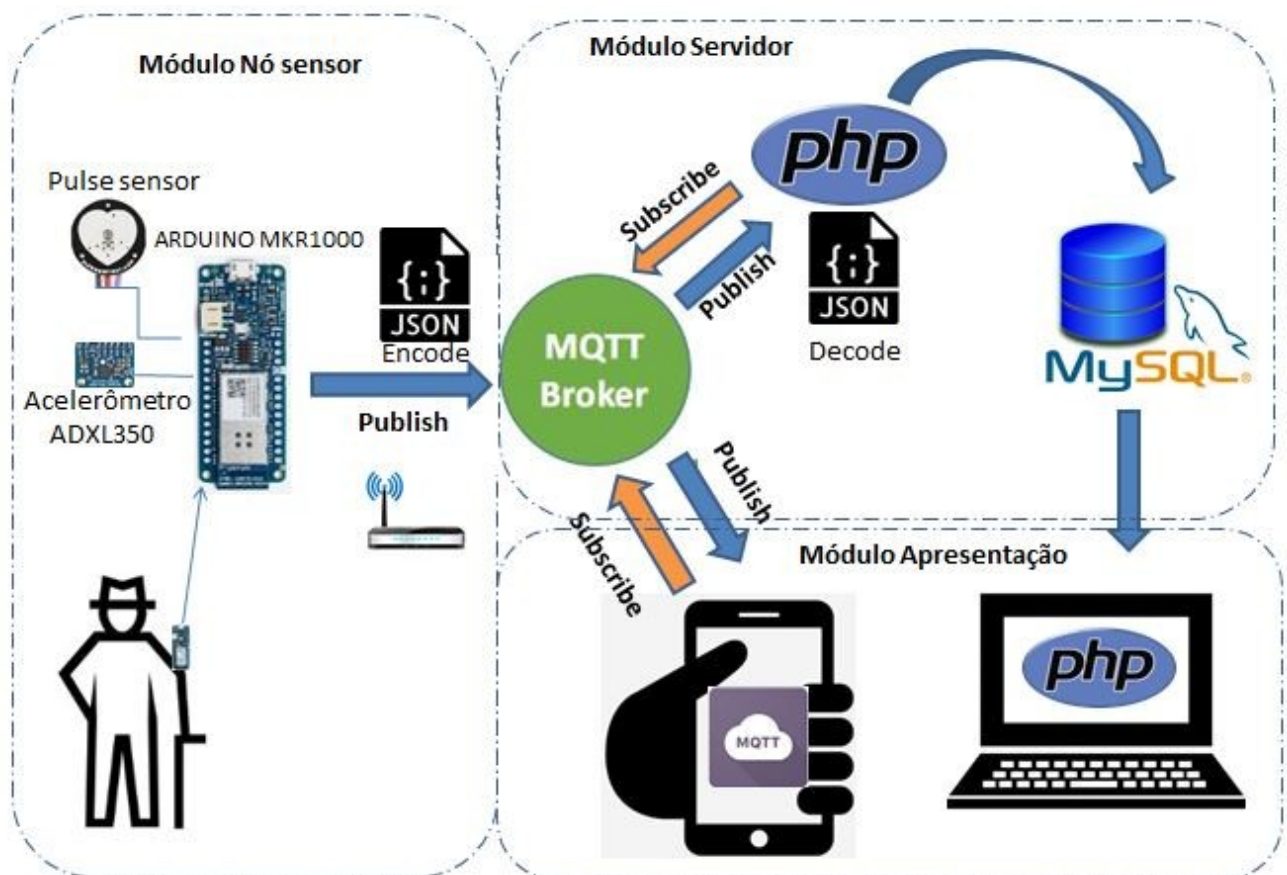 Módulo Nó sensor
Pulse sensor
ARDUINO MKR1000
{;}
JSON
Encode
Acelerômetro
ADXL350
Publish
Módulo Servidor
php
Subscribe
Publish
{;}
JSON
Decode
MQTT
Broker
MySQL®
Publish
Subscribe
Módulo Apresentação
MQTT
php